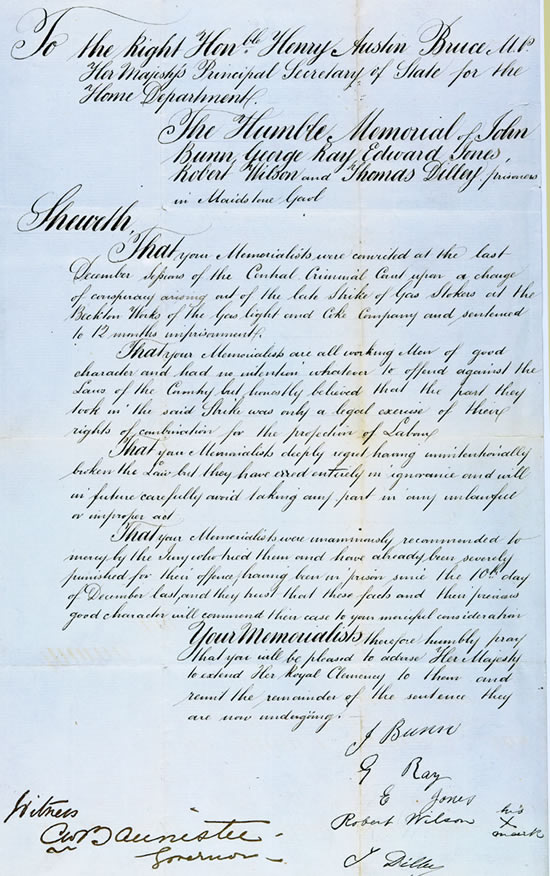 To the Right Honble Henry Austin Bruce M.P.
Her Majesty's Principal Secretary of State for the
Home Department.
The Humble Memorial of John
Bunn, George Ray, Edward Jones,
Robert Wilson and Thomas Dilley, prisoners
in Maidstone Gaol
Sheweth,
That your Memorialists were convicted at the last
December Sessions of the Central Criminal Court upon a charge
of conspiracy arising out of the late Strike of Gas Stokers at the
Beckton Works of the Gas light and Coke Company and sentenced
to 12 months imprisonment.
That your Memorialists are all working Men of good
character and had no intention whatever to offend against the
Laws of the Country but honestly believed that the part they
took in the said Strike was only a legal exercise of their
rights of combination for the protection of Labour
That your Memorialists deeply regret having unintentionally
broken the Law but they have erred entirely in ignorance and will
in future carefully avoid taking any part in any unlawful
or improper act
That your Memorialists were unanimously recommended to
mercy by the Jury who tried them and have already been severely
punished for their offence, having been in prison since the 10th day
of December last, and they trust that these facts and their previous
good character will commend their case to your merciful consideration
Your Memorialists therefore humbly pray
that you will be pleased to advise Her Majesty
to extend Her Royal Clemency to them and
remit the remainder of the sentence they
are now undergoing.
J Bunn
G Ray
E Jones
Robert Wilson his
X
mark
T Dilley
Witness
CW Bannister
Governor